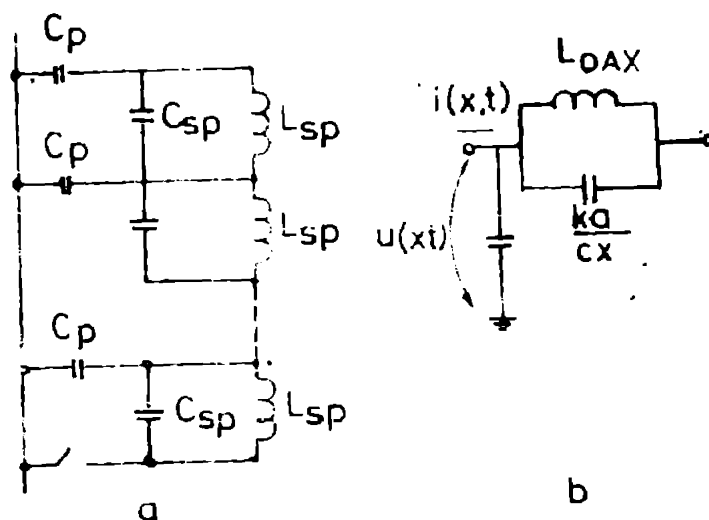 Cp
Csp
Lsp
Cp
Lsp
Cp
Csp
Lsp
a
LDAX
i(x,t)
ka
cx
u(xt)
b